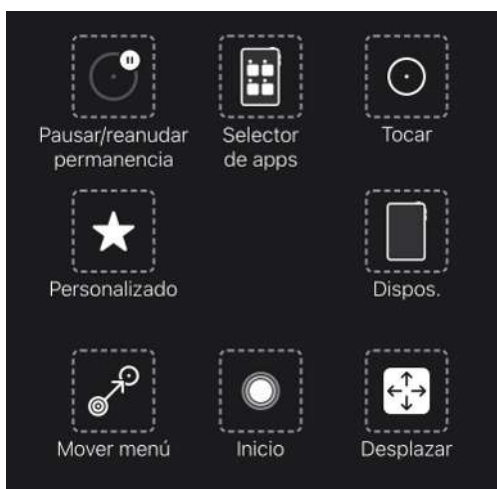 Pausar/reanudar
permanencia
Selector
de apps
Tocar
Personalizado
Dispos.
Mover menú
Inicio
Desplazar